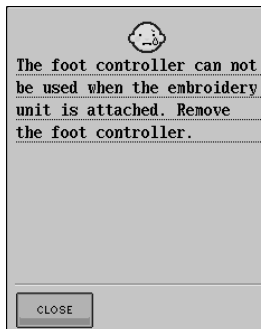 The foot controller can not
be used when the embroidery
unit is attached. Remove
the foot controller.
CLOSE